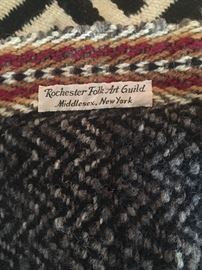 Rochester Folk Art Guild
Middlesex, New York